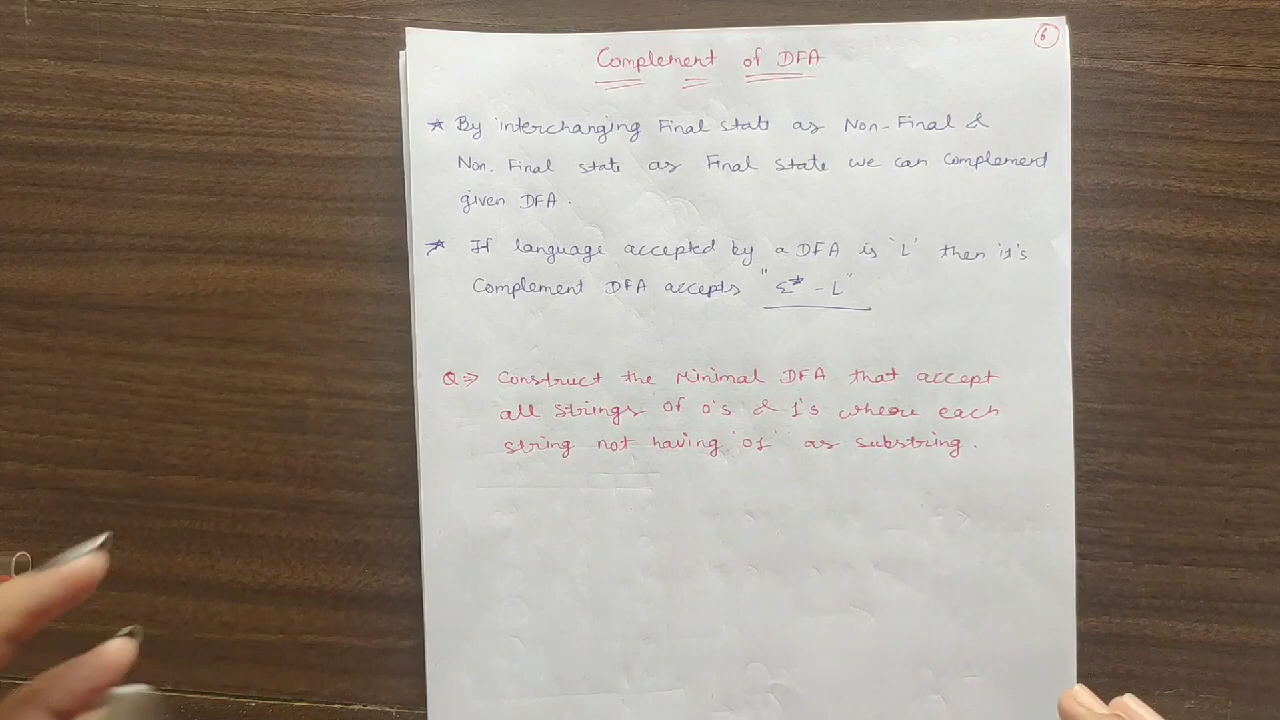 6
Complement of DFA
* By interchanging Final state as Non-Final &
Non. Final state as Final state we can complement
given DFA.
* If language accepted by a DFA is 'L' then it's
Complement DFA accepts "Σ* - L"
Q⇒ Construct the Minimal DFA that accept
all strings of 0's & 1's where each
string not having '01' as substring.